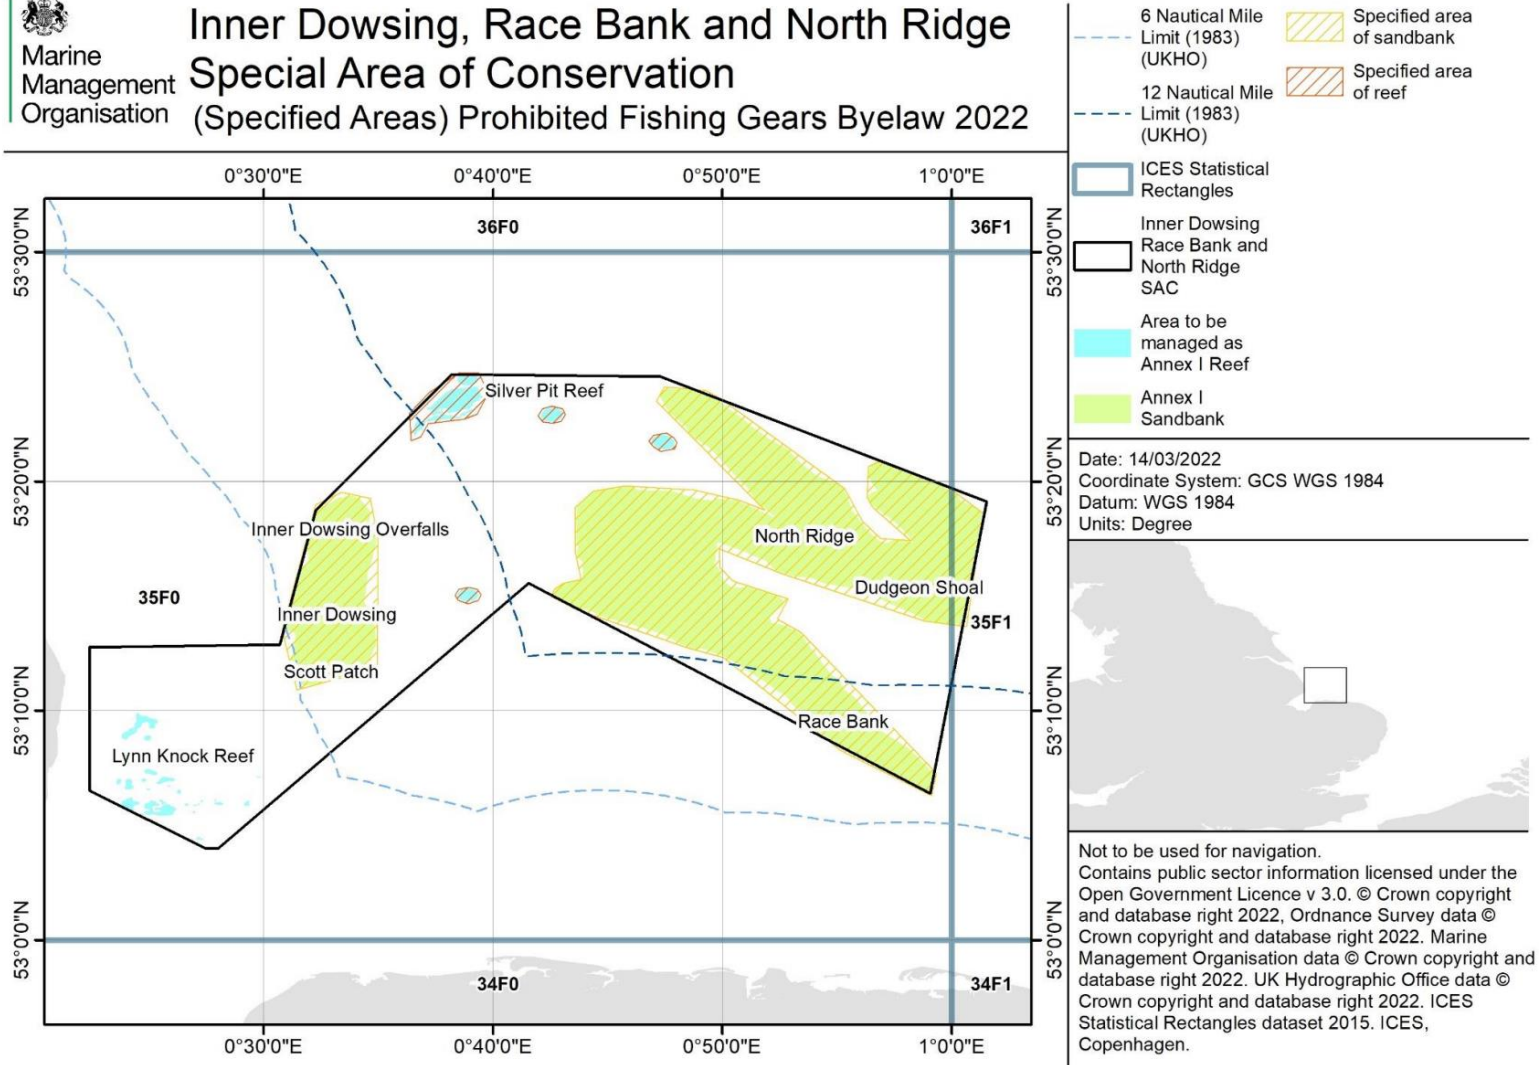 Marine
Management
Organisation
Inner Dowsing, Race Bank and North Ridge
Special Area of Conservation
(Specified Areas) Prohibited Fishing Gears Byelaw 2022
6 Nautical Mile
Limit (1983)
(UKHO)
12 Nautical Mile
Limit (1983)
(UKHO)
ICES Statistical
Rectangles
Inner Dowsing
Race Bank and
North Ridge
SAC
Area to be
managed as
Annex I Reef
Annex I
Sandbank
Specified area
of sandbank
Specified area
of reef
0°30'0"E
0°40'0"E
0°50'0"E
1°0'0"E
53°30'0"N
53°20'0"N
53°10'0"N
53°0'0"N
36F0
36F1
Silver Pit Reef
Inner Dowsing Overfalls
North Ridge
Dudgeon Shoal
35F0
Inner Dowsing
35F1
Scott Patch
Race Bank
Lynn Knock Reef
34F0
34F1
53°30'0"N
53°20'0"N
53°10'0"N
53°0'0"N
0°30'0"E
0°40'0"E
0°50'0"E
1°0'0"E
Date: 14/03/2022
Coordinate System: GCS WGS 1984
Datum: WGS 1984
Units: Degree
Not to be used for navigation.
Contains public sector information licensed under the
Open Government Licence v 3.0. © Crown copyright
and database right 2022, Ordnance Survey data ©
Crown copyright and database right 2022. Marine
Management Organisation data © Crown copyright and
database right 2022. UK Hydrographic Office data ©
Crown copyright and database right 2022. ICES
Statistical Rectangles dataset 2015. ICES,
Copenhagen.